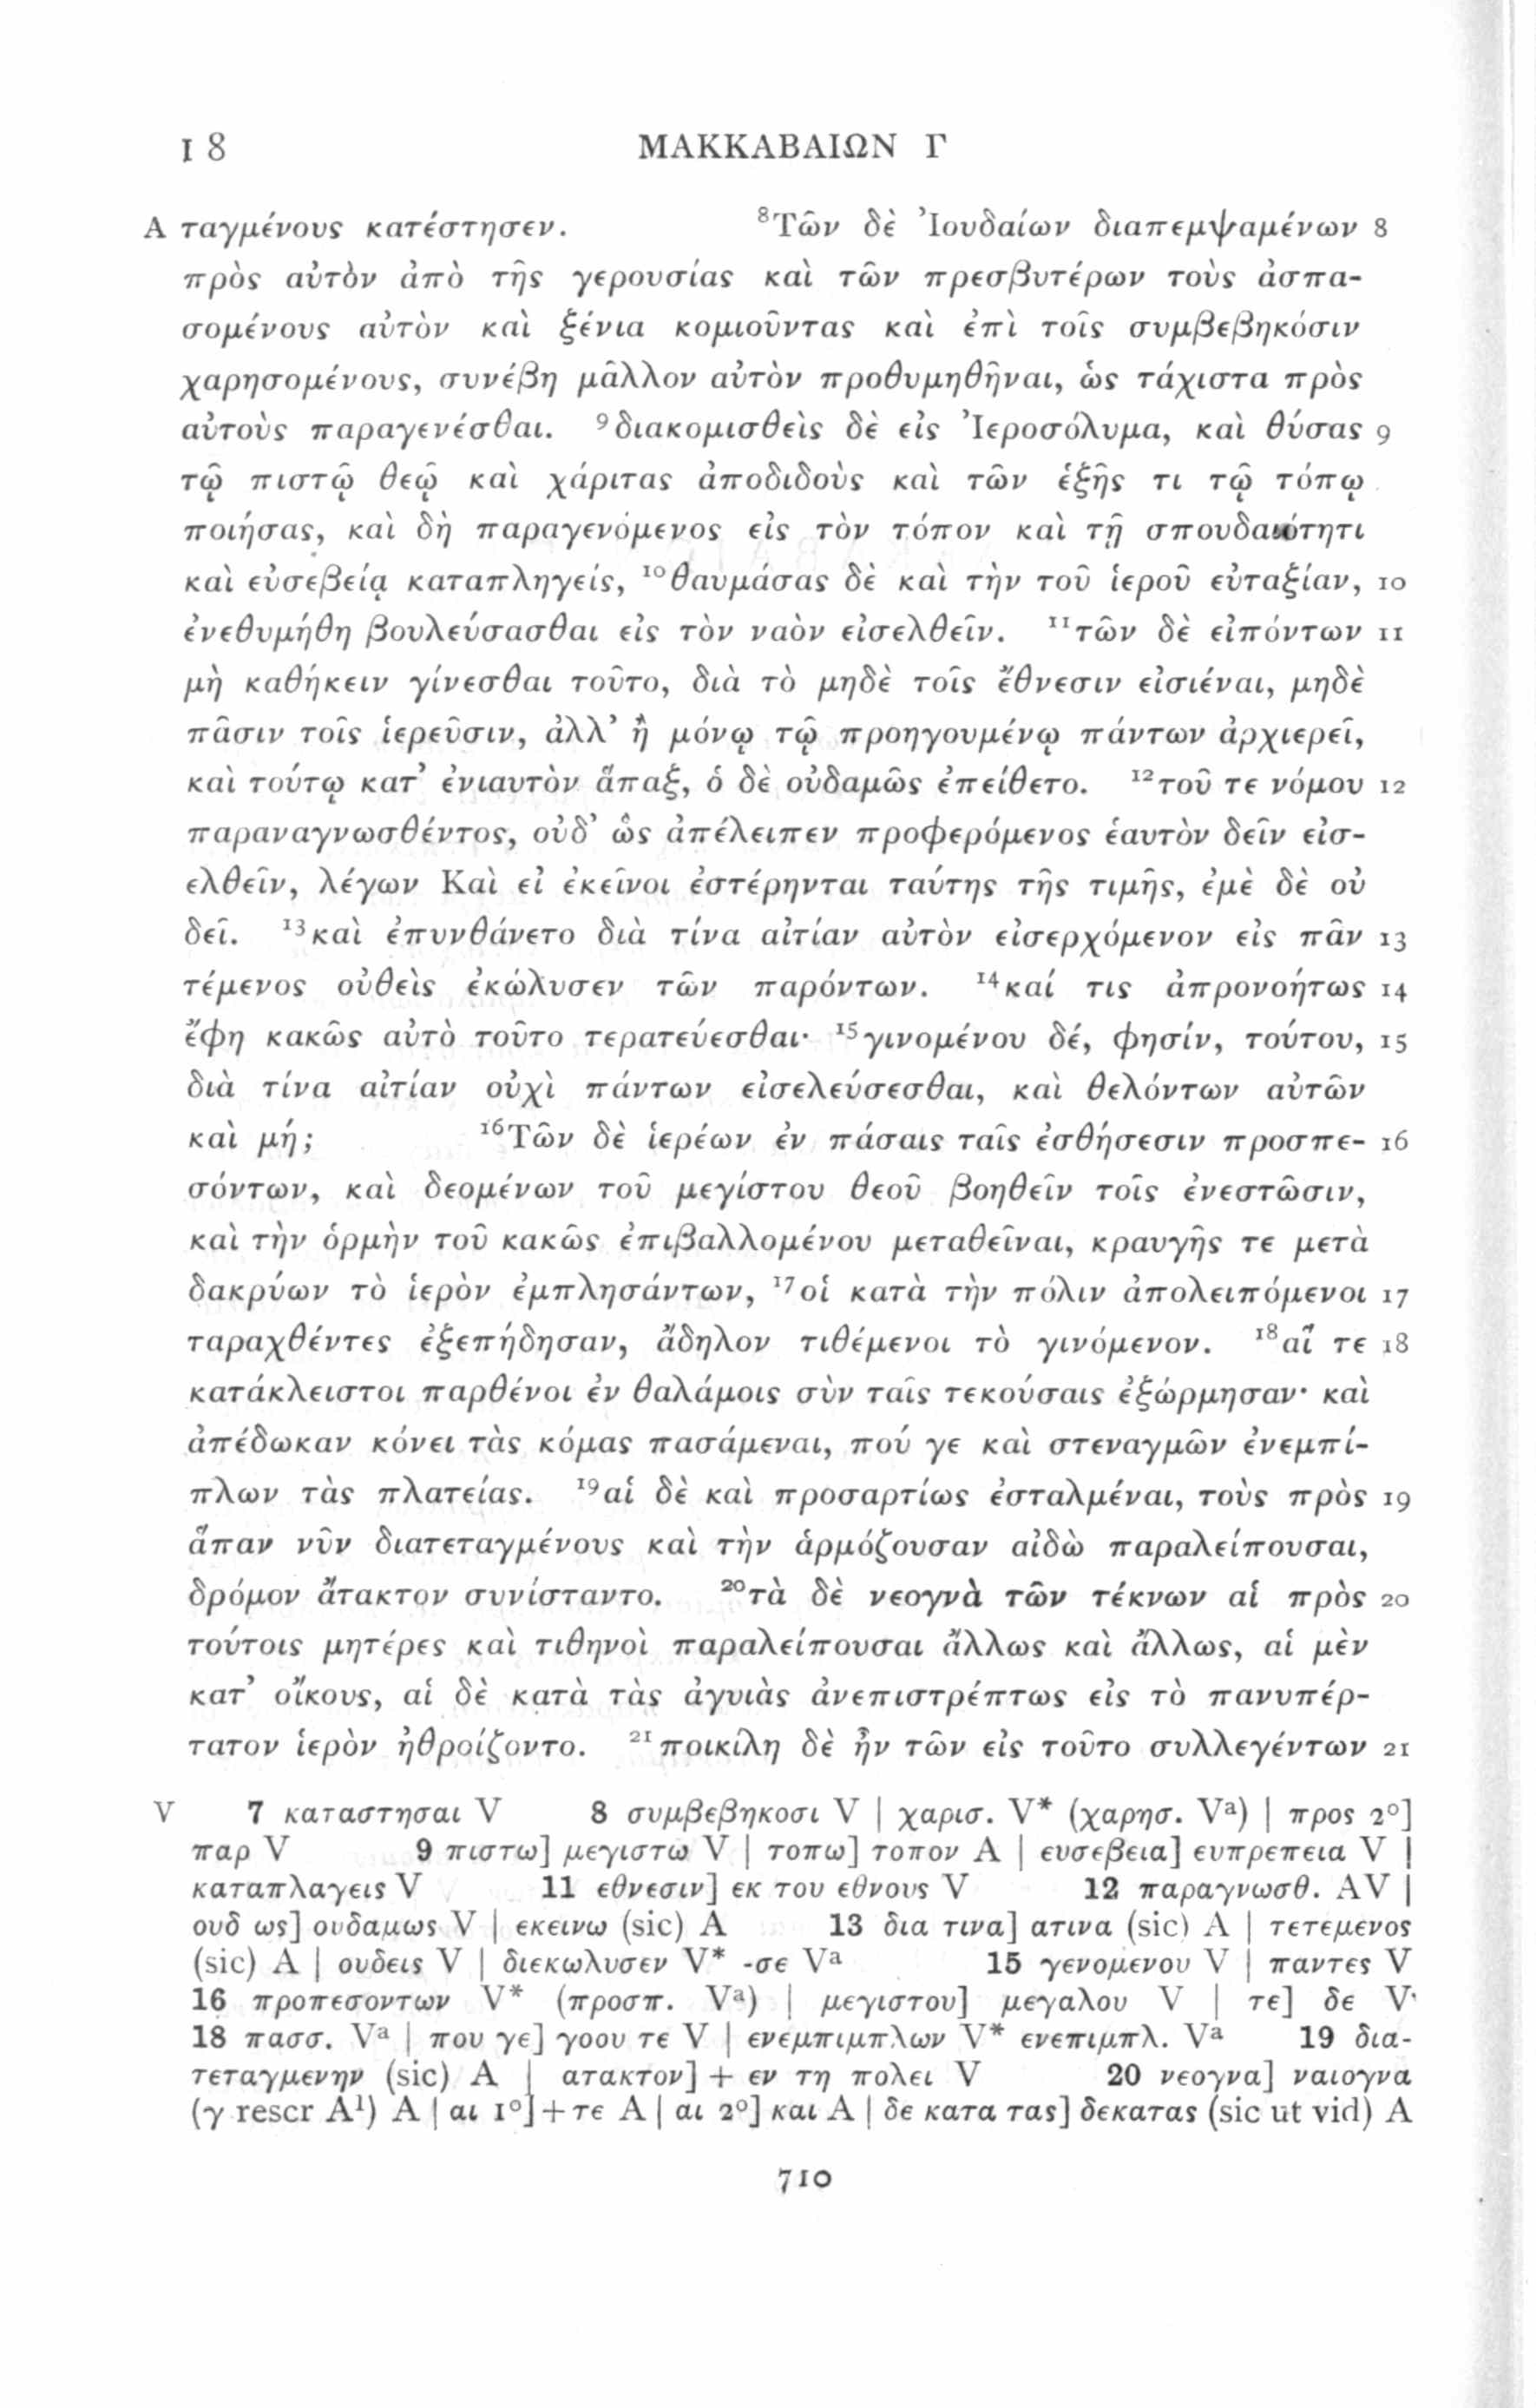 I 8 ΜΑΚΚΑΒΑΙΩΝ Γ
A ταγμένους κατέστησεν. ⁸Τῶν δὲ Ἰουδαίων διαπεμψαμένων 8
πρὸς αὐτὸν ἀπὸ τῆς γερουσίας καὶ τῶν πρεσβυτέρων τοὺς ἀσπα-
σομένους αὐτὸν καὶ ξένια κομιοῦντας καὶ ἐπὶ τοῖς συμβεβηκόσιν
χαρησομένους, συνέβη μᾶλλον αὐτὸν προθυμηθῆναι, ὡς τάχιστα πρὸς
αὐτοὺς παραγενέσθαι. ⁹διακομισθεὶς δὲ εἰς Ἰεροσόλυμα, καὶ θύσας 9
τῷ πιστῷ θεῷ καὶ χάριτας ἀποδιδοὺς καὶ τῶν ἑξῆς τι τῷ τόπῳ
ποιήσας, καὶ δὴ παραγενόμενος εἰς τὸν τόπον καὶ τῇ σπουδαιότητι
καὶ εὐσεβείᾳ καταπληγείς, ¹⁰θαυμάσας δὲ καὶ τὴν τοῦ ἱεροῦ εὐταξίαν, 10
ἐνεθυμήθη βουλεύσασθαι εἰς τὸν ναὸν εἰσελθεῖν. ¹¹τῶν δὲ εἰπόντων 11
μὴ καθήκειν γίνεσθαι τοῦτο, διὰ τὸ μηδὲ τοῖς ἔθνεσιν εἰσιέναι, μηδὲ
πᾶσιν τοῖς ἱερεῦσιν, ἀλλ’ ἢ μόνῳ τῷ προηγουμένῳ πάντων ἀρχιερεῖ,
καὶ τούτῳ κατ’ ἐνιαυτὸν ἅπαξ, ὁ δὲ οὐδαμῶς ἐπείθετο. ¹²τοῦ τε νόμου 12
παραναγνωσθέντος, οὐδ’ ὣς ἀπέλειπεν προφερόμενος ἑαυτὸν δεῖν εἰσ-
ελθεῖν, λέγων Καὶ εἰ ἐκεῖνοι ἐστέρηνται ταύτης τῆς τιμῆς, ἐμὲ δὲ οὐ
δεῖ. ¹³καὶ ἐπυνθάνετο διὰ τίνα αἰτίαν αὐτὸν εἰσερχόμενον εἰς πᾶν 13
τέμενος οὐθεὶς ἐκώλυσεν τῶν παρόντων. ¹⁴καί τις ἀπρονοήτως 14
ἔφη κακῶς αὐτὸ τοῦτο τερατεύεσθαι· ¹⁵γινομένου δέ, φησίν, τούτου, 15
διὰ τίνα αἰτίαν οὐχὶ πάντων εἰσελεύσεσθαι, καὶ θελόντων αὐτῶν
καὶ μή; ¹⁶Τῶν δὲ ἱερέων ἐν πάσαις ταῖς ἐσθήσεσιν προσπε- 16
σόντων, καὶ δεομένων τοῦ μεγίστου θεοῦ βοηθεῖν τοῖς ἐνεστῶσιν,
καὶ τὴν ὁρμὴν τοῦ κακῶς ἐπιβαλλομένου μεταθεῖναι, κραυγῆς τε μετὰ
δακρύων τὸ ἱερὸν ἐμπλησάντων, ¹⁷οἱ κατὰ τὴν πόλιν ἀπολειπόμενοι 17
ταραχθέντες ἐξεπήδησαν, ἄδηλον τιθέμενοι τὸ γινόμενον. ¹⁸αἵ τε 18
κατάκλειστοι παρθένοι ἐν θαλάμοις σὺν ταῖς τεκούσαις ἐξώρμησαν· καὶ
ἀπέδωκαν κόνει τὰς κόμας πασάμεναι, πού γε καὶ στεναγμῶν ἐνεμπί-
πλων τὰς πλατείας. ¹⁹αἱ δὲ καὶ προσαρτίως ἐσταλμέναι, τοὺς πρὸς 19
ἅπαν νῦν διατεταγμένους καὶ τὴν ἁρμόζουσαν αἰδὼ παραλείπουσαι,
δρόμον ἄτακτον συνίσταντο. ²⁰τὰ δὲ νεογνὰ τῶν τέκνων αἱ πρὸς 20
τούτοις μητέρες καὶ τιθηνοὶ παραλείπουσαι ἄλλως καὶ ἄλλως, αἱ μὲν
κατ’ οἴκους, αἱ δὲ κατὰ τὰς ἀγυιὰς ἀνεπιστρέπτως εἰς τὸ πανυπέρ-
τατον ἱερὸν ἠθροίζοντο. ²¹ποικίλη δὲ ἦν τῶν εἰς τοῦτο συλλεγέντων 21
V 7 καταστησαι V 8 συμβεβηκοσι V | χαρισ. V* (χαρησ. Vᵃ) | προς 2°]
παρ V 9 πιστω] μεγιστω V | τοπω] τοπον A | ευσεβεια] ευπρεπεια V |
καταπλαγεις V 11 εθνεσιν] εκ του εθνους V 12 παραγνωσθ. AV |
ουδ ως] ουδαμως V | εκεινω (sic) A 13 δια τινα] ατινα (sic) A | τετεμενος
(sic) A | ουδεις V | διεκωλυσεν V* -σε Vᵃ 15 γενομενου V | παντες V
16 προπεσοντων V* (προσπ. Vᵃ) | μεγιστου] μεγαλου V | τε] δε V
18 πασσ. Vᵃ | που γε] γοου τε V | ενεμπιμπλων V* ενεπιμπλ. Vᵃ 19 δια-
τεταγμενην (sic) A | ατακτον] + εν τη πολει V 20 νεογνα] ναιογνα
(γ rescr A¹) A | αι 1°] + τε A | αι 2°] και A | δε κατα τας] δεκατας (sic ut vid) A
710